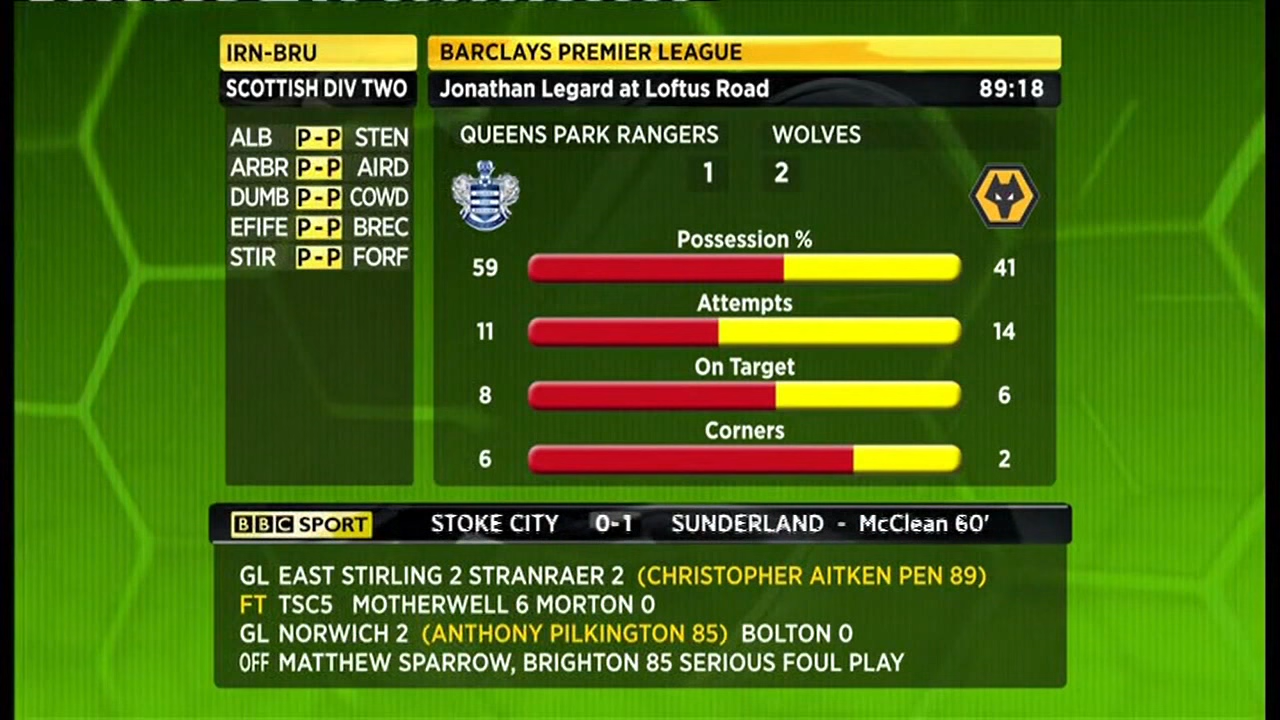 IRN-BRU
SCOTTISH DIV TWO
ALB P-P STEN
ARBR P-P AIRD
DUMB P-P COWD
EFIFE P-P BREC
STIR P-P FORF
BARCLAYS PREMIER LEAGUE
Jonathan Legard at Loftus Road 89:18
QUEENS PARK RANGERS WOLVES
1 2
Possession %
59 41
Attempts
11 14
On Target
8 6
Corners
6 2
BBC SPORT STOKE CITY 0-1 SUNDERLAND - McClean 60'
GL EAST STIRLING 2 STRANRAER 2 (CHRISTOPHER AITKEN PEN 89)
FT TSC5 MOTHERWELL 6 MORTON 0
GL NORWICH 2 (ANTHONY PILKINGTON 85) BOLTON 0
OFF MATTHEW SPARROW, BRIGHTON 85 SERIOUS FOUL PLAY